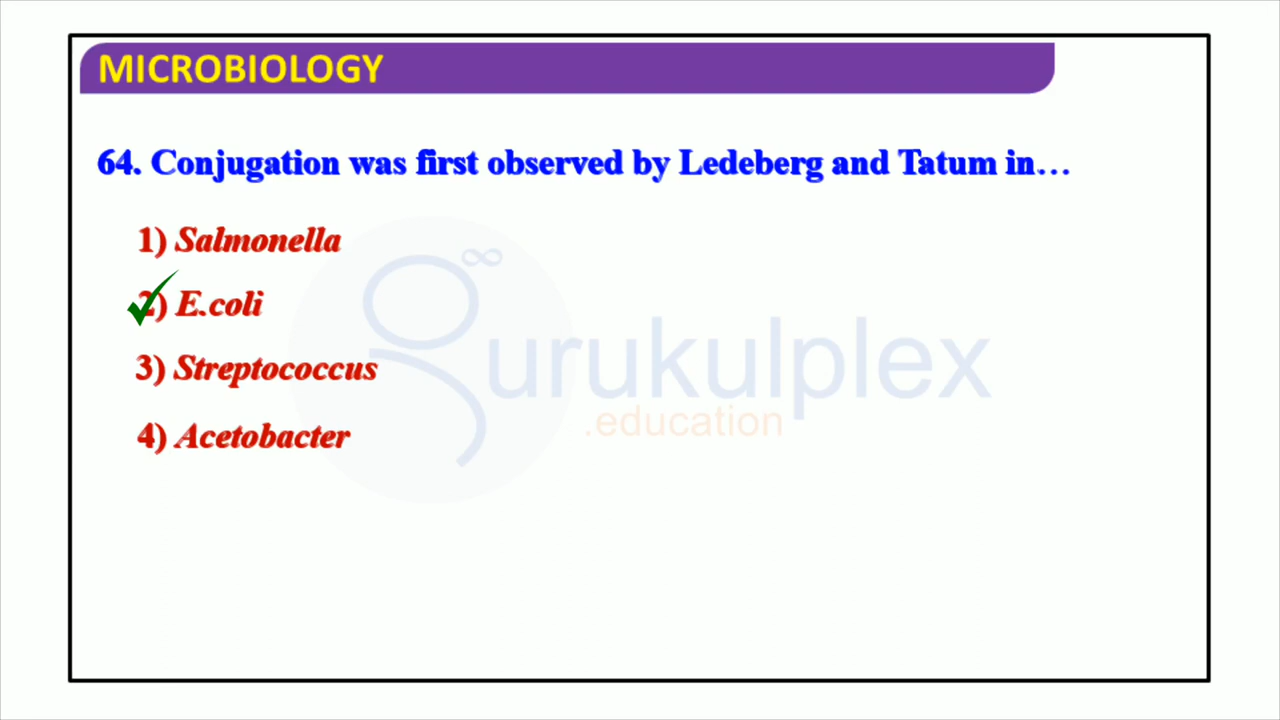 MICROBIOLOGY
64. Conjugation was first observed by Ledeberg and Tatum in…
1) Salmonella
2) E.coli
3) Streptococcus
4) Acetobacter
gurukulplex
.education